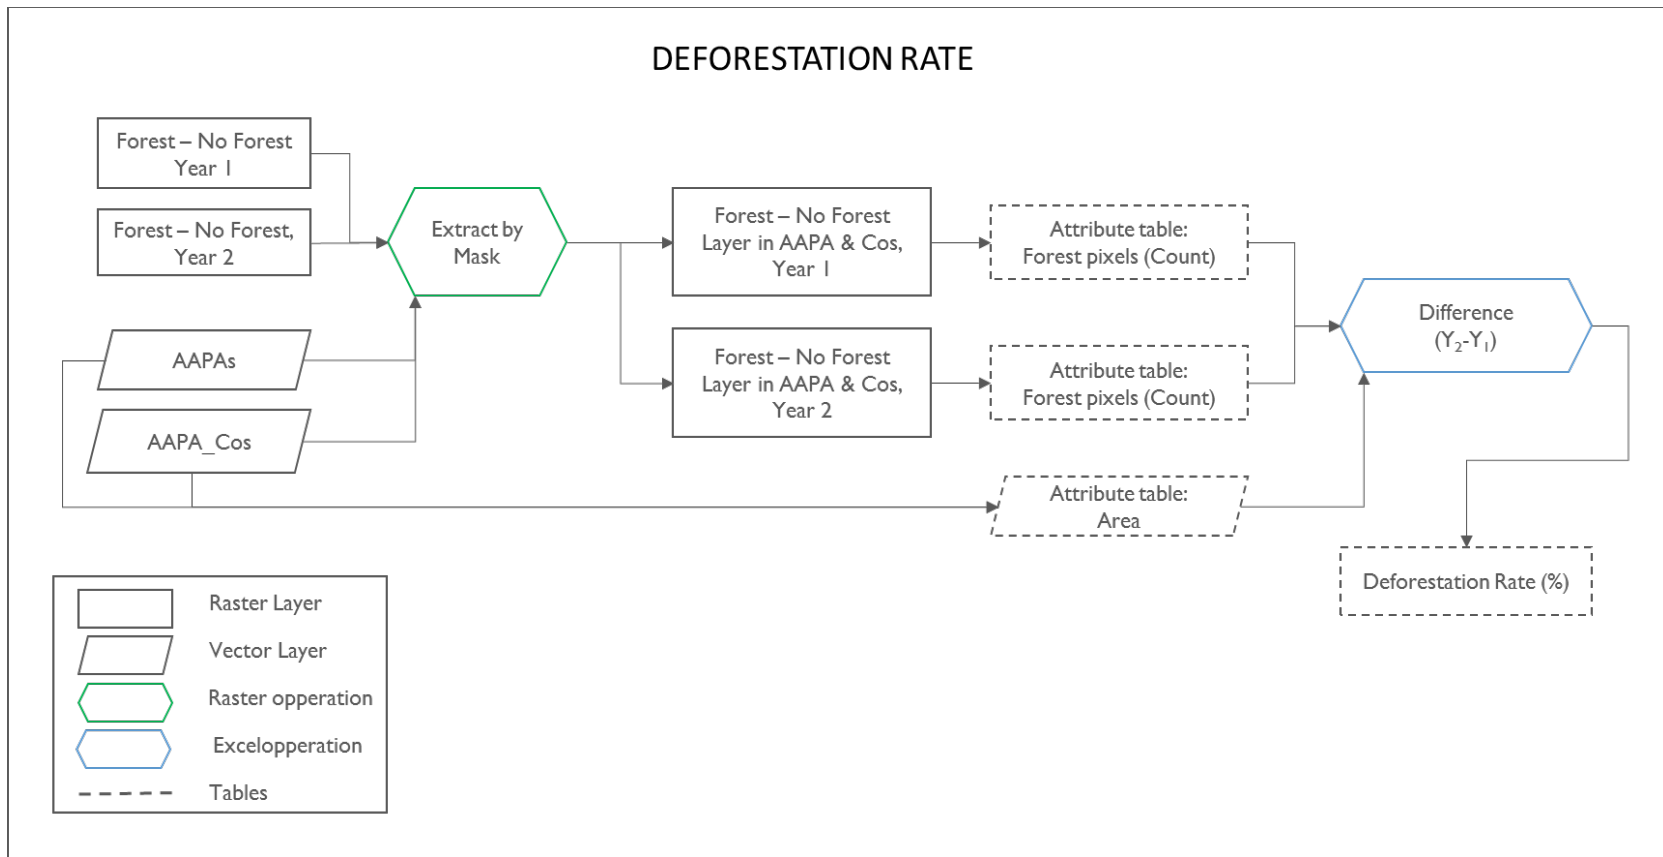 DEFORESTATION RATE
Forest – No Forest
Year 1
Forest – No Forest,
Year 2
Extract by
Mask
Forest – No Forest
Layer in AAPA & Cos,
Year 1
Attribute table:
Forest pixels (Count)
Difference
(Y₂-Y₁)
AAPAs
AAPA_Cos
Forest – No Forest
Layer in AAPA & Cos,
Year 2
Attribute table:
Forest pixels (Count)
Attribute table:
Area
Deforestation Rate (%)
Raster Layer
Vector Layer
Raster opperation
Excelopperation
Tables